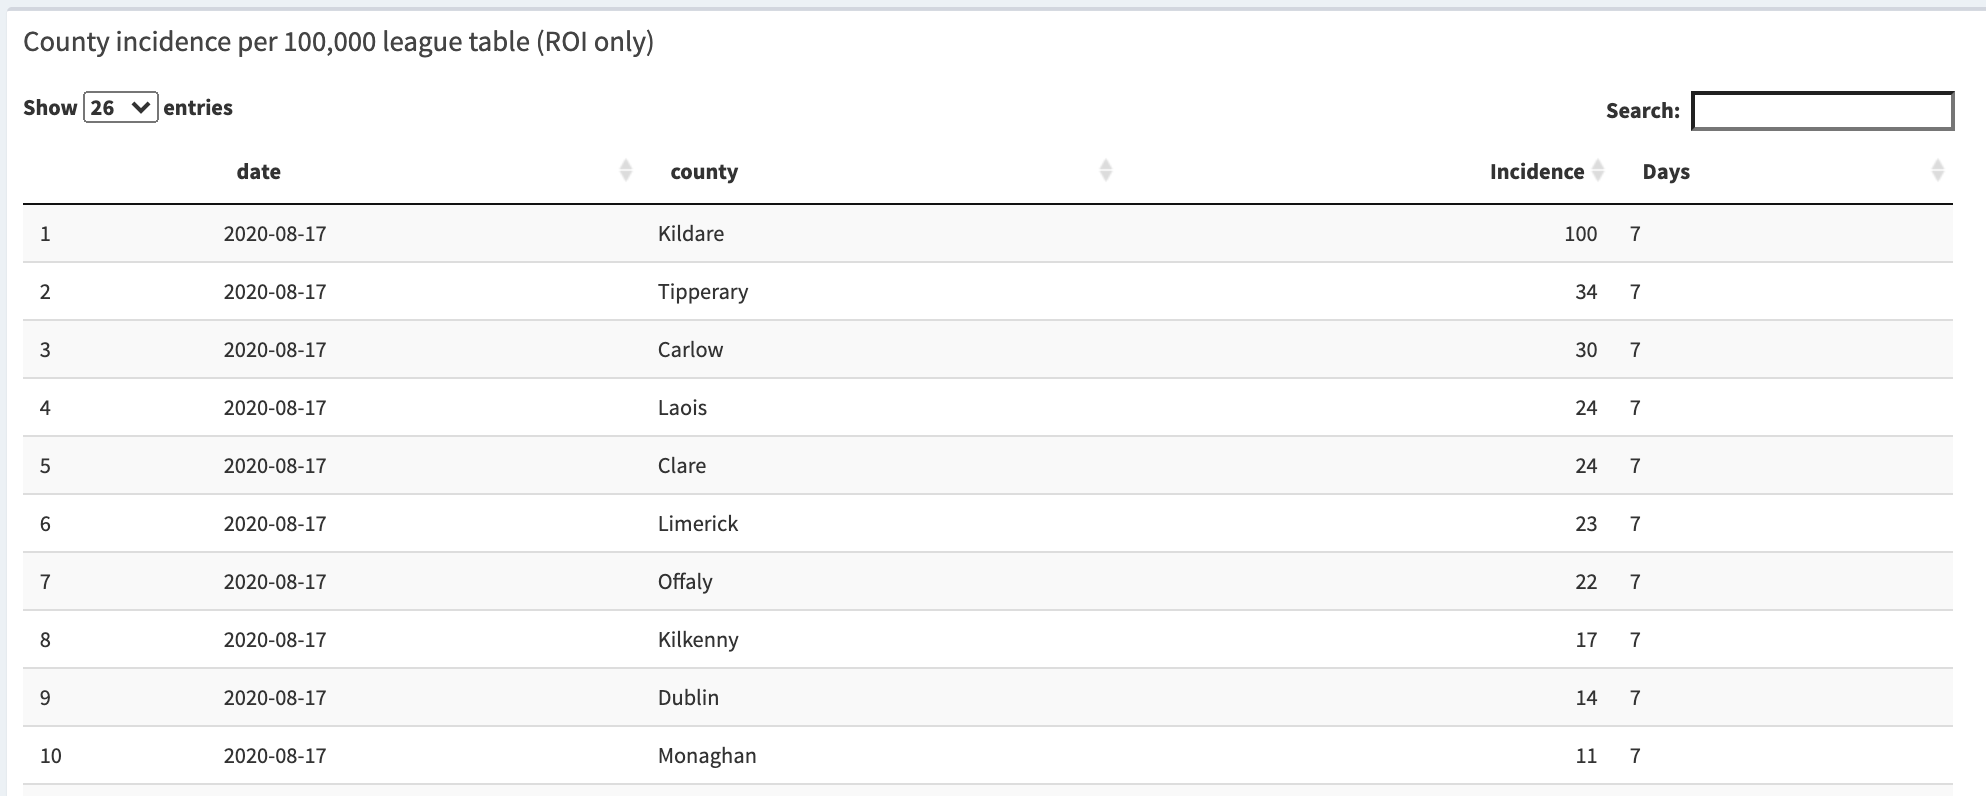 County incidence per 100,000 league table (ROI only)
Show 26 entries
Search:
date county Incidence Days
1 2020-08-17 Kildare 100 7
2 2020-08-17 Tipperary 34 7
3 2020-08-17 Carlow 30 7
4 2020-08-17 Laois 24 7
5 2020-08-17 Clare 24 7
6 2020-08-17 Limerick 23 7
7 2020-08-17 Offaly 22 7
8 2020-08-17 Kilkenny 17 7
9 2020-08-17 Dublin 14 7
10 2020-08-17 Monaghan 11 7